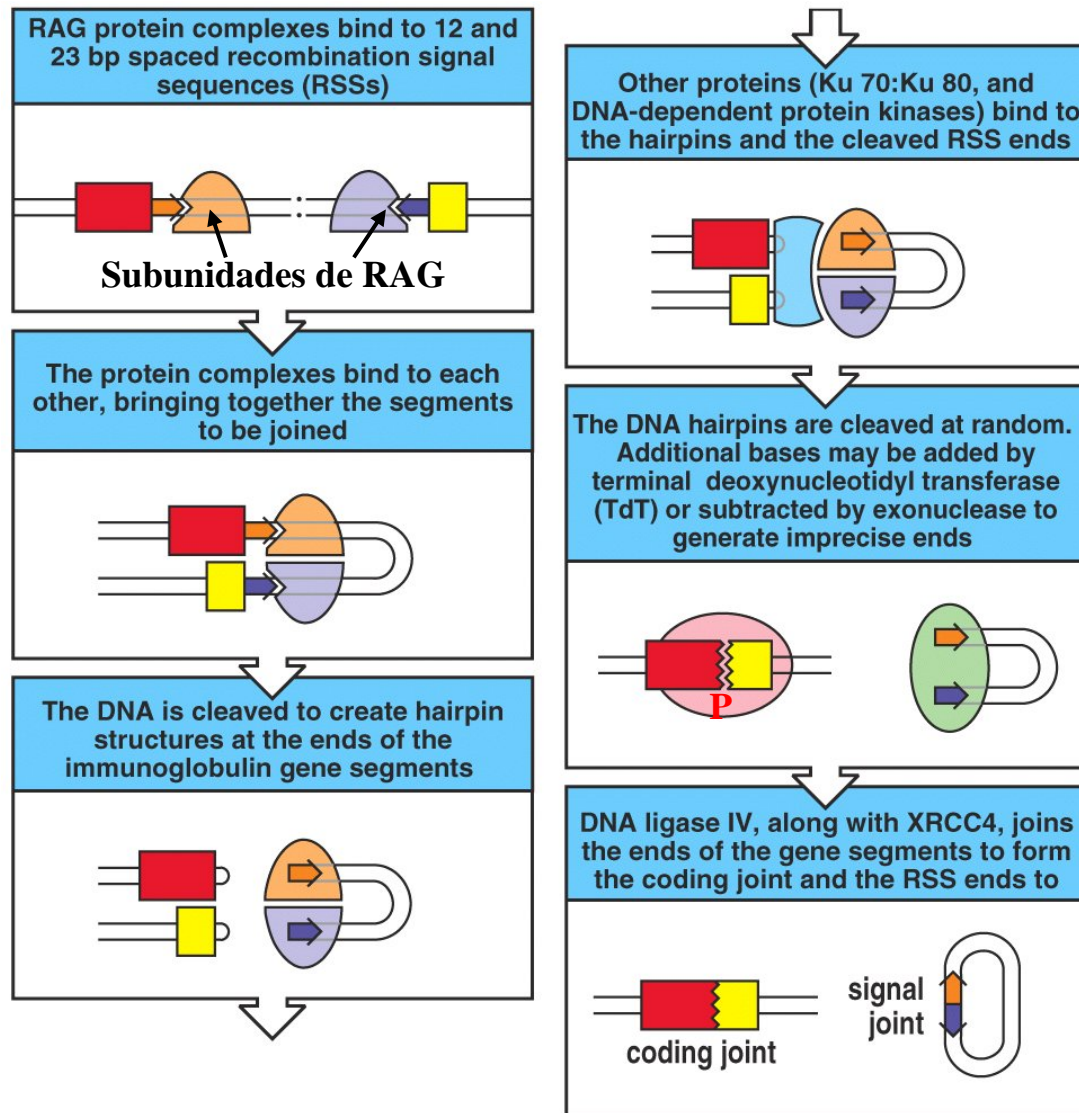 RAG protein complexes bind to 12 and
23 bp spaced recombination signal
sequences (RSSs)
Subunidades de RAG
The protein complexes bind to each
other, bringing together the segments
to be joined
The DNA is cleaved to create hairpin
structures at the ends of the
immunoglobulin gene segments
Other proteins (Ku 70:Ku 80, and
DNA-dependent protein kinases) bind to
the hairpins and the cleaved RSS ends
The DNA hairpins are cleaved at random.
Additional bases may be added by
terminal deoxynucleotidyl transferase
(TdT) or subtracted by exonuclease to
generate imprecise ends
P
DNA ligase IV, along with XRCC4, joins
the ends of the gene segments to form
the coding joint and the RSS ends to
coding joint
signal
joint